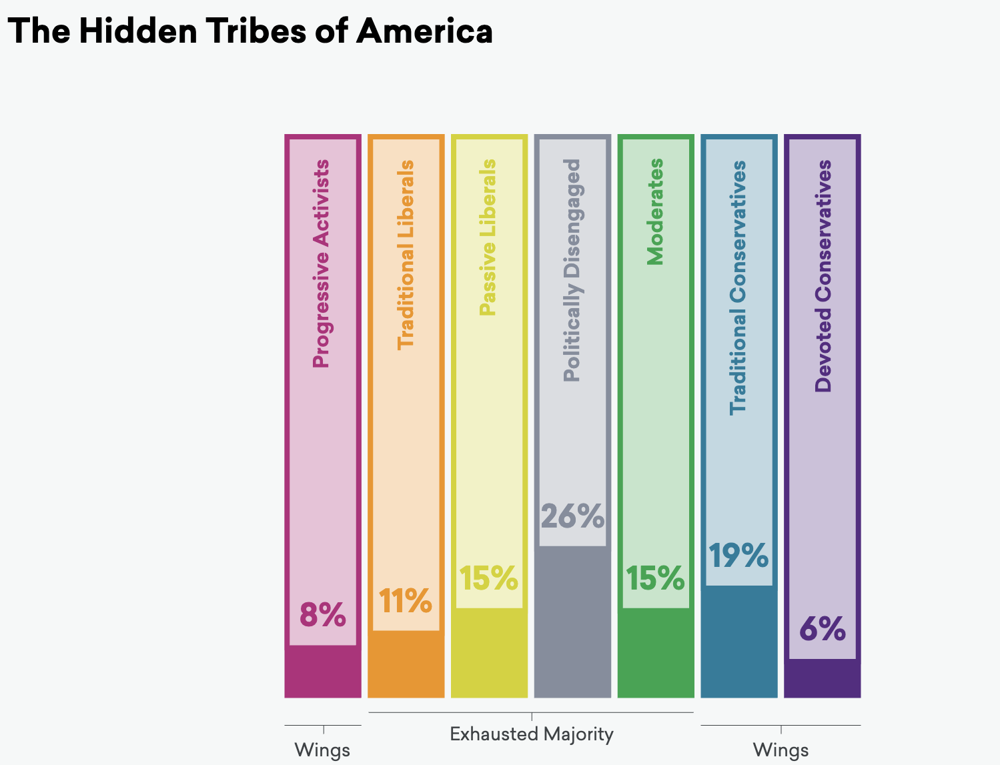 The Hidden Tribes of America
Progressive Activists
Traditional Liberals
Passive Liberals
Politically Disengaged
Moderates
Traditional Conservatives
Devoted Conservatives
8%
11%
15%
26%
15%
19%
6%
Wings
Exhausted Majority
Wings